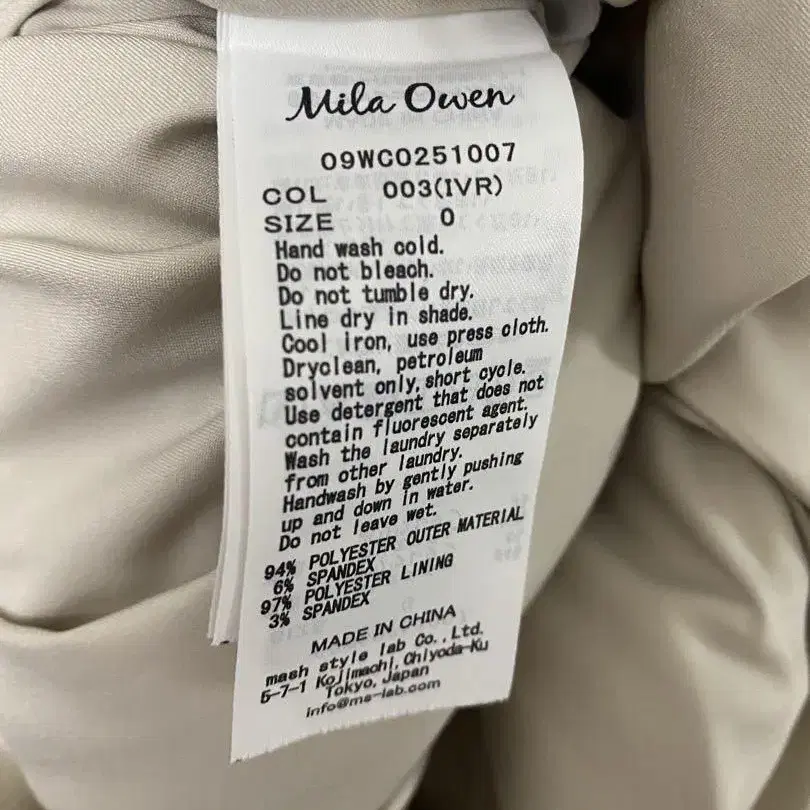 Mila Owen
09WCO251007
COL 003(IVR)
SIZE 0
Hand wash cold.
Do not bleach.
Do not tumble dry.
Line dry in shade.
Cool iron, use press cloth.
Dryclean, petroleum
solvent only, short cycle.
Use detergent that does not
contain fluorescent agent.
Wash the laundry separately
from other laundry.
Handwash by gently pushing
up and down in water.
Do not leave wet.
94% POLYESTER OUTER MATERIAL
6% SPANDEX
97% POLYESTER LINING
3% SPANDEX
MADE IN CHINA
mash style lab Co., Ltd.
5-7-1 Kojimachi, Chiyoda-Ku
Tokyo, Japan
info@ms-lab.com